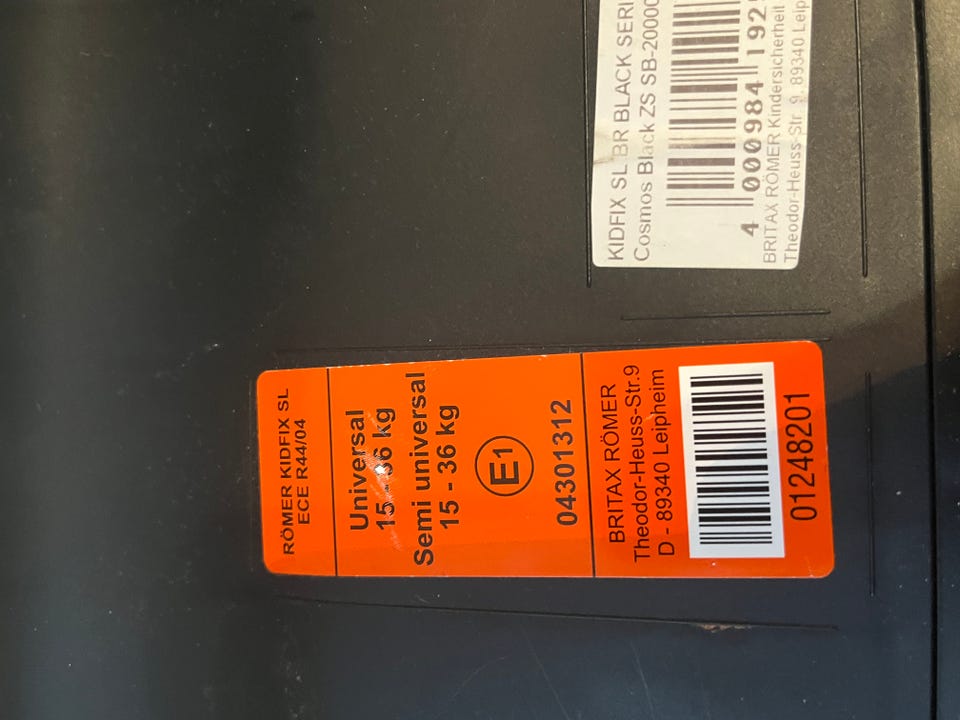 RÖMER KIDFIX SL
ECE R44/04
Universal
15 - 36 kg
Semi universal
15 - 36 kg
E1
04301312
BRITAX RÖMER
Theodor-Heuss-Str.9
D - 89340 Leipheim
01248201
KIDFIX SL BR BLACK SERI
Cosmos Black ZS SB-20000
4 000984 192
BRITAX RÖMER Kindersicherheit
Theodor-Heuss-Str. 9, 89340 Leip